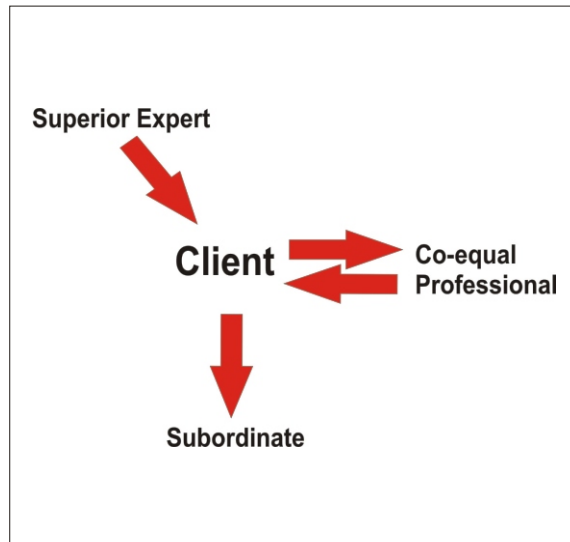 Superior Expert
Client
Co-equal
Professional
Subordinate